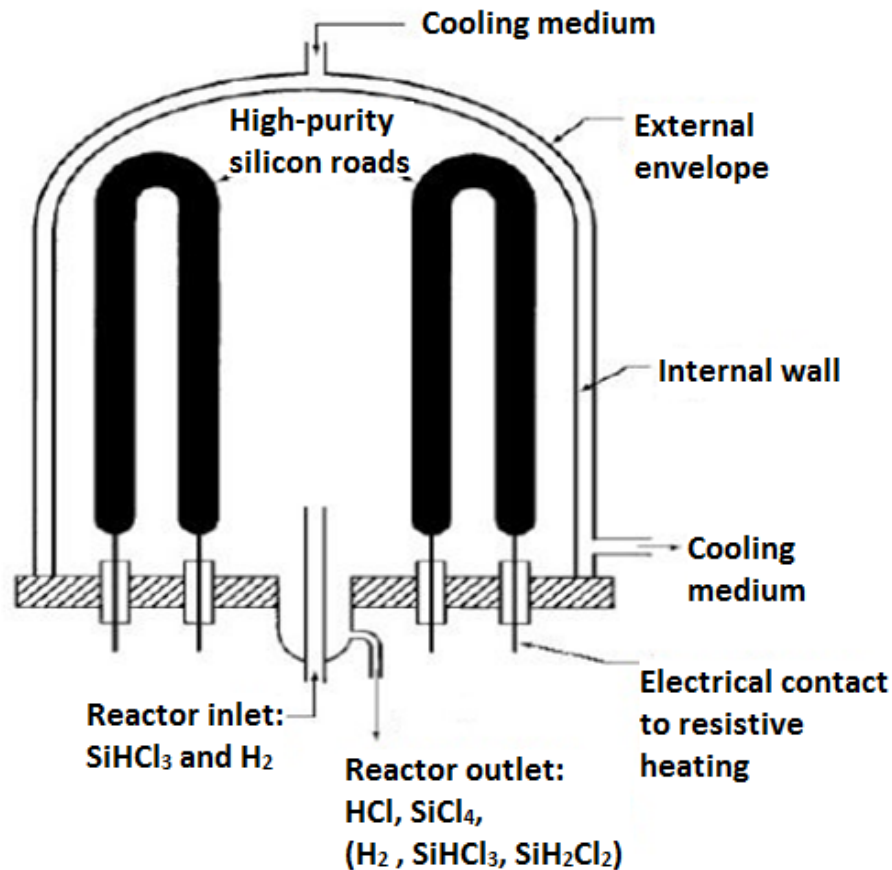 Cooling medium
High-purity
silicon roads
External
envelope
Internal wall
Cooling
medium
Electrical contact
to resistive
heating
Reactor inlet:
SiHCl₃ and H₂
Reactor outlet:
HCl, SiCl₄,
(H₂ , SiHCl₃, SiH₂Cl₂)